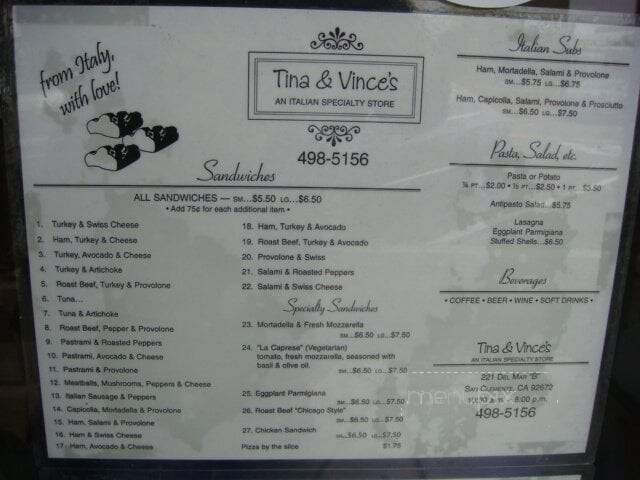 from Italy,
with love!
Tina & Vince's
AN ITALIAN SPECIALTY STORE
498-5156
Sandwiches
ALL SANDWICHES — SM...$5.50 LG...$6.50
• Add 75¢ for each additional item •
1. Turkey & Swiss Cheese
2. Ham, Turkey & Cheese
3. Turkey, Avocado & Cheese
4. Turkey & Artichoke
5. Roast Beef, Turkey & Provolone
6. Tuna...
7. Tuna & Artichoke
8. Roast Beef, Pepper & Provolone
9. Pastrami & Roasted Peppers
10. Pastrami, Avocado & Cheese
11. Pastrami & Provolone
12. Meatballs, Mushrooms, Peppers & Cheese
13. Italian Sausage & Peppers
14. Capicolla, Mortadella & Provolone
15. Ham, Salami & Provolone
16. Ham & Swiss Cheese
17. Ham, Avocado & Cheese
18. Ham, Turkey & Avocado
19. Roast Beef, Turkey & Avocado
20. Provolone & Swiss
21. Salami & Roasted Peppers
22. Salami & Swiss Cheese
Specialty Sandwiches
23. Mortadella & Fresh Mozzarella
SM...$6.50 LG...$7.50
24. "La Caprese" (Vegetarian)
tomato, fresh mozzarella, seasoned with
basil & olive oil.
SM...$6.50 LG...$7.50
25. Eggplant Parmigiana
SM...$6.50 LG...$7.50
26. Roast Beef "Chicago Style"
SM...$6.50 LG...$7.50
27. Chicken Sandwich
SM...$6.50 LG...$7.50
Pizza by the slice $1.75
Italian Subs
Ham, Mortadella, Salami & Provolone
SM...$5.75 LG...$6.75
Ham, Capicolla, Salami, Provolone & Prosciutto
SM...$6.50 LG...$7.50
Pasta, Salad, etc.
Pasta or Potato
¼ PT...$2.00 • ½ PT...$2.50 • 1 PT...$3.50
Antipasto Salad...$5.75
Lasagna
Eggplant Parmigiana
Stuffed Shells...$6.50
Beverages
• COFFEE • BEER • WINE • SOFT DRINKS •
Tina & Vince's
AN ITALIAN SPECIALTY STORE
221 DEL MAR "B"
SAN CLEMENTE, CA 92672
6:00 p.m.
498-5156